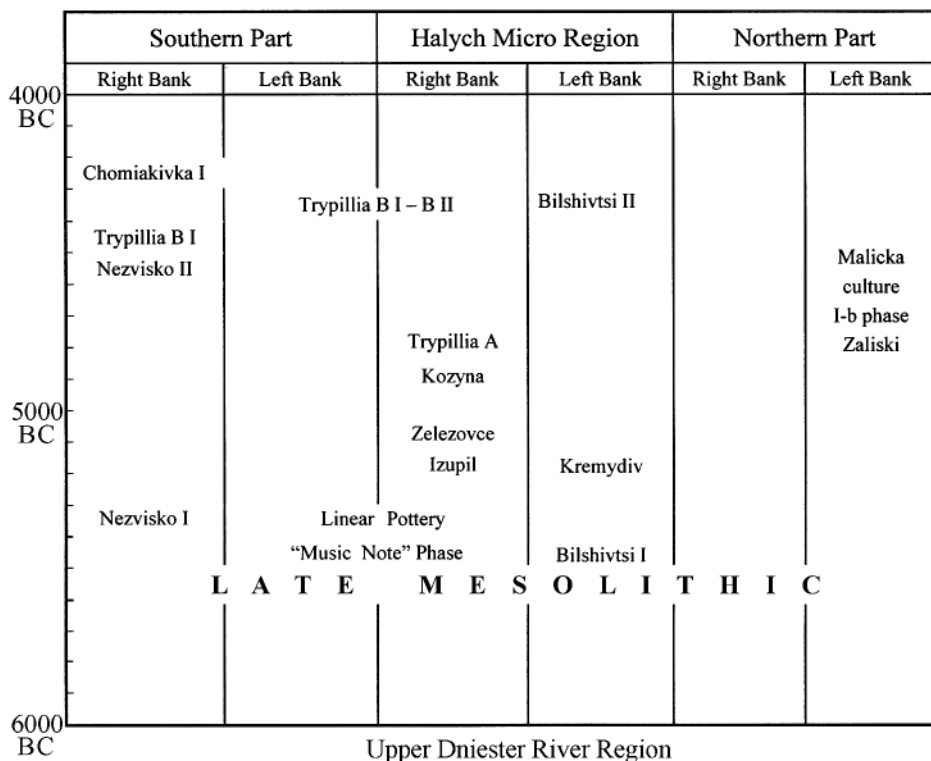 Southern Part Halych Micro Region Northern Part
Right Bank Left Bank Right Bank Left Bank Right Bank Left Bank
4000
BC
Chomiakivka I
Trypillia B I – B II Bilshivtsi II
Trypillia B I
Nezvisko II
Malicka
culture
I-b phase
Zaliski
Trypillia A
Kozyna
5000
BC
Zelezovce
Izupil Kremydiv
Nezvisko I Linear Pottery
“Music Note” Phase Bilshivtsi I
L A T E M E S O L I T H I C
6000
BC
Upper Dniester River Region